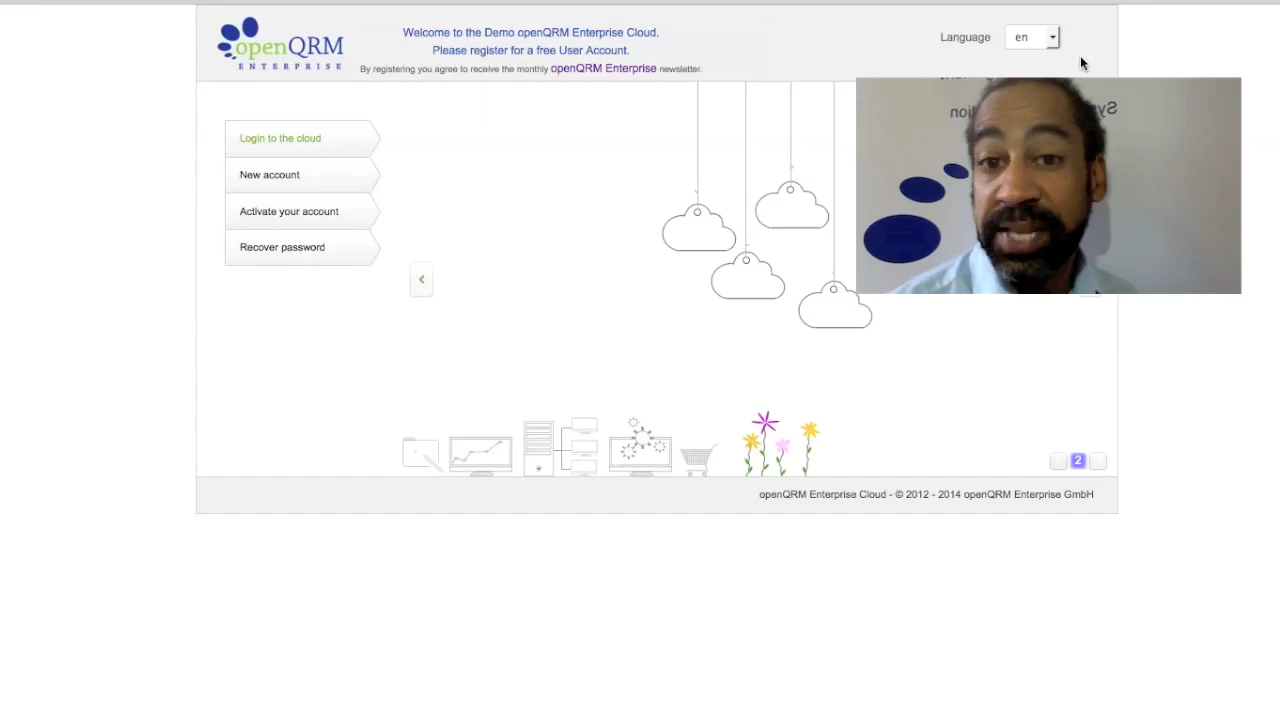 openQRM
ENTERPRISE
Welcome to the Demo openQRM Enterprise Cloud.
Please register for a free User Account.
By registering you agree to receive the monthly openQRM Enterprise newsletter.
Language en
Login to the cloud
New account
Activate your account
Recover password
2
openQRM Enterprise Cloud - © 2012 - 2014 openQRM Enterprise GmbH